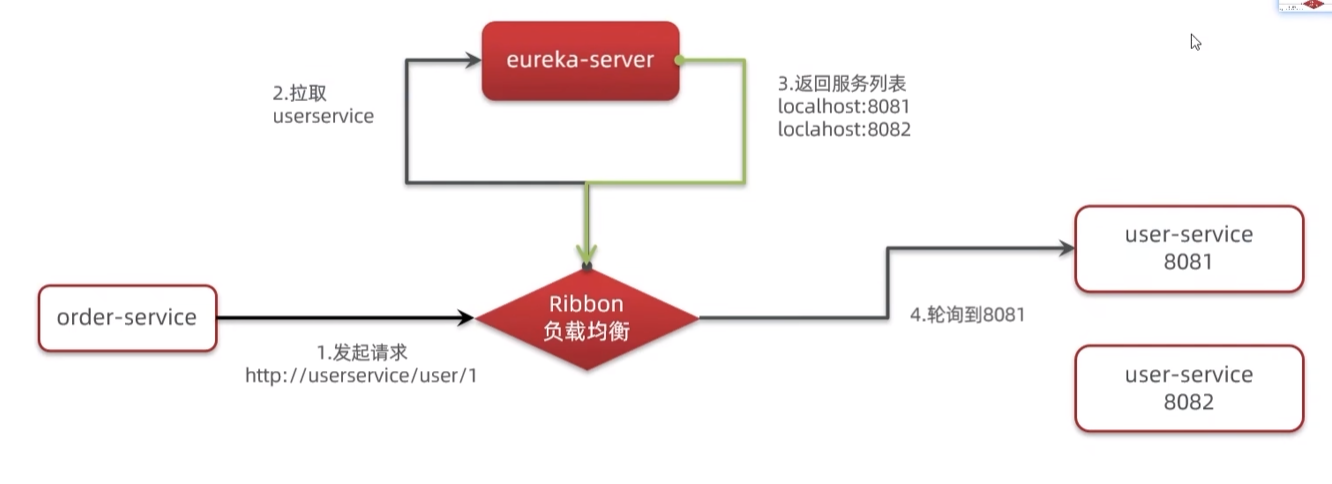 eureka-server
2.拉取
userservice
3.返回服务列表
localhost:8081
loclahost:8082
order-service
1.发起请求
http://userservice/user/1
Ribbon
负载均衡
4.轮询到8081
user-service
8081
user-service
8082